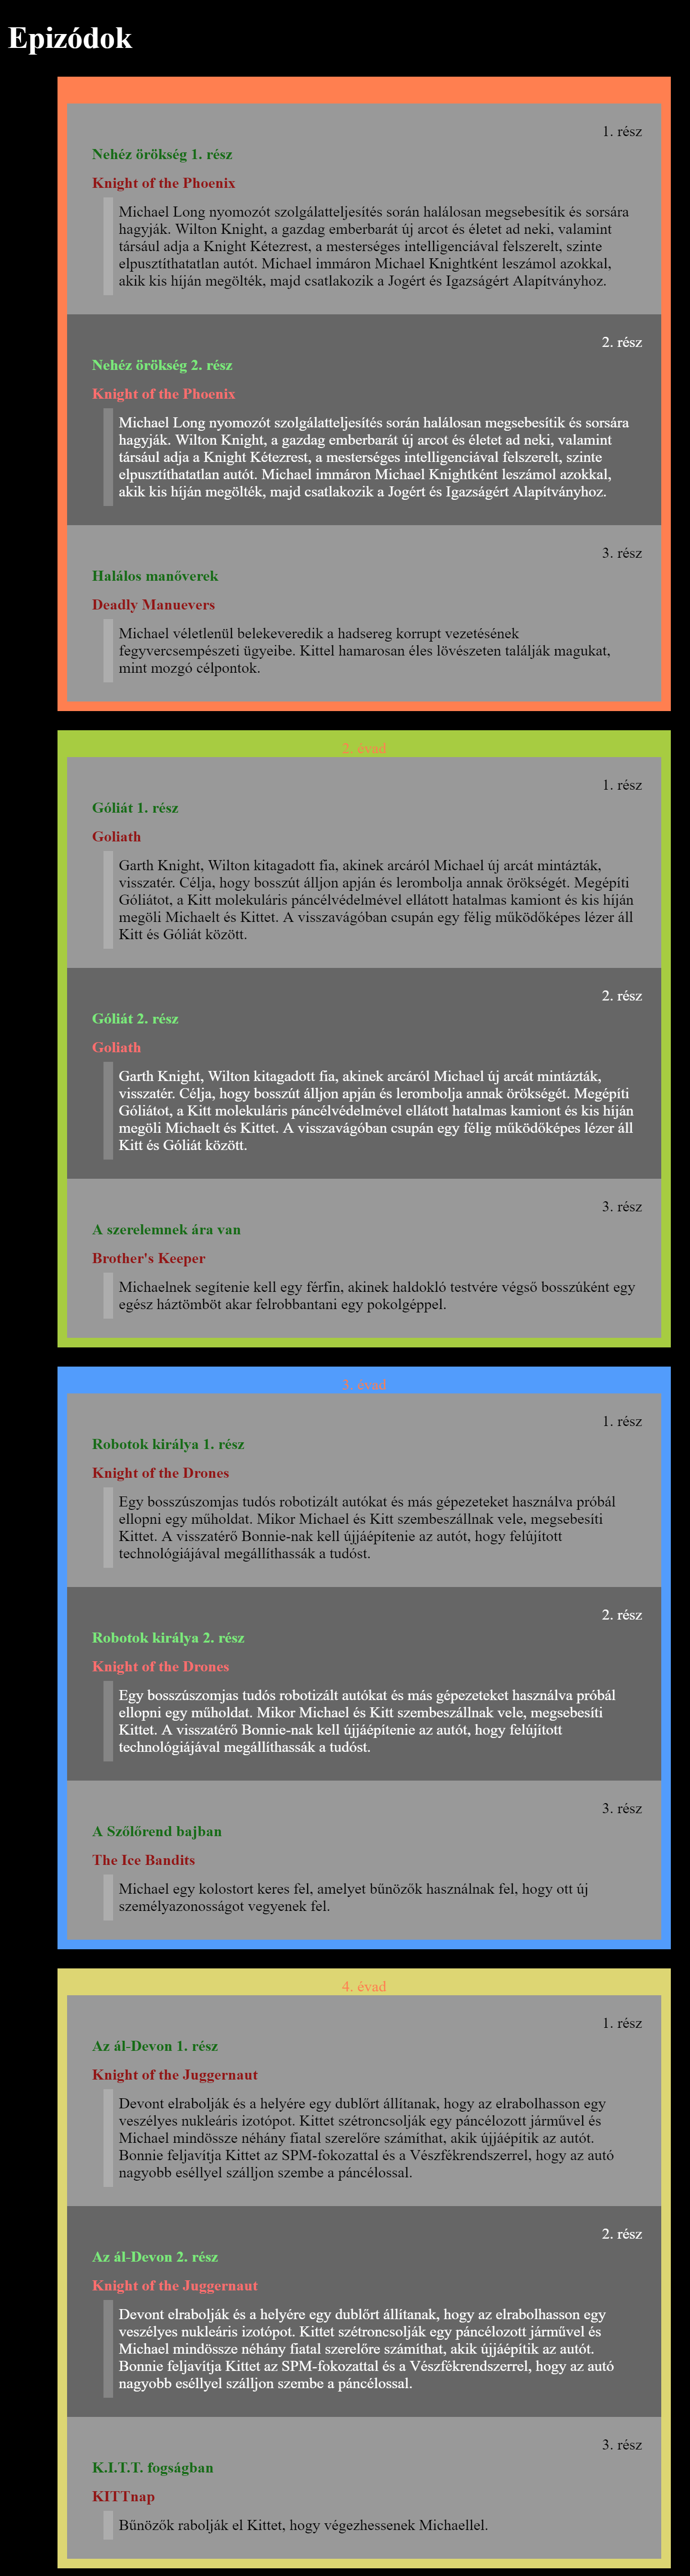 Epizódok
1. rész
Nehéz örökség 1. rész
Knight of the Phoenix
Michael Long nyomozót szolgálatteljesítés során halálosan megsebesítik és sorsára
hagyják. Wilton Knight, a gazdag emberbarát új arcot és életet ad neki, valamint
társául adja a Knight Kétezrest, a mesterséges intelligenciával felszerelt, szinte
elpusztíthatatlan autót. Michael immáron Michael Knightként leszámol azokkal,
akik kis híján megölték, majd csatlakozik a Jogért és Igazságért Alapítványhoz.
2. rész
Nehéz örökség 2. rész
Knight of the Phoenix
Michael Long nyomozót szolgálatteljesítés során halálosan megsebesítik és sorsára
hagyják. Wilton Knight, a gazdag emberbarát új arcot és életet ad neki, valamint
társául adja a Knight Kétezrest, a mesterséges intelligenciával felszerelt, szinte
elpusztíthatatlan autót. Michael immáron Michael Knightként leszámol azokkal,
akik kis híján megölték, majd csatlakozik a Jogért és Igazságért Alapítványhoz.
3. rész
Halálos manőverek
Deadly Manuevers
Michael véletlenül belekeveredik a hadsereg korrupt vezetésének
fegyvercsempészeti ügyeibe. Kittel hamarosan éles lövészeten találják magukat,
mint mozgó célpontok.
2. évad
1. rész
Góliát 1. rész
Goliath
Garth Knight, Wilton kitagadott fia, akinek arcáról Michael új arcát mintázták,
visszatér. Célja, hogy bosszút álljon apján és lerombolja annak örökségét. Megépíti
Góliátot, a Kitt molekuláris páncélvédelmével ellátott hatalmas kamiont és kis híján
megöli Michaelt és Kittet. A visszavágóban csupán egy félig működőképes lézer áll
Kitt és Góliát között.
2. rész
Góliát 2. rész
Goliath
Garth Knight, Wilton kitagadott fia, akinek arcáról Michael új arcát mintázták,
visszatér. Célja, hogy bosszút álljon apján és lerombolja annak örökségét. Megépíti
Góliátot, a Kitt molekuláris páncélvédelmével ellátott hatalmas kamiont és kis híján
megöli Michaelt és Kittet. A visszavágóban csupán egy félig működőképes lézer áll
Kitt és Góliát között.
3. rész
A szerelemnek ára van
Brother's Keeper
Michaelnek segítenie kell egy férfin, akinek haldokló testvére végső bosszúként egy
egész háztömböt akar felrobbantani egy pokolgéppel.
3. évad
1. rész
Robotok királya 1. rész
Knight of the Drones
Egy bosszúszomjas tudós robotizált autókat és más gépezeteket használva próbál
ellopni egy műholdat. Mikor Michael és Kitt szembeszállnak vele, megsebesíti
Kittet. A visszatérő Bonnie-nak kell újjáépítenie az autót, hogy felújított
technológiájával megállíthassák a tudóst.
2. rész
Robotok királya 2. rész
Knight of the Drones
Egy bosszúszomjas tudós robotizált autókat és más gépezeteket használva próbál
ellopni egy műholdat. Mikor Michael és Kitt szembeszállnak vele, megsebesíti
Kittet. A visszatérő Bonnie-nak kell újjáépítenie az autót, hogy felújított
technológiájával megállíthassák a tudóst.
3. rész
A Szőlőrend bajban
The Ice Bandits
Michael egy kolostort keres fel, amelyet bűnözők használnak fel, hogy ott új
személyazonosságot vegyenek fel.
4. évad
1. rész
Az ál-Devon 1. rész
Knight of the Juggernaut
Devont elrabolják és a helyére egy dublőrt állítanak, hogy az elrabolhasson egy
veszélyes nukleáris izotópot. Kittet szétroncsolják egy páncélozott járművel és
Michael mindössze néhány fiatal szerelőre számíthat, akik újjáépítik az autót.
Bonnie feljavítja Kittet az SPM-fokozattal és a Vészfékrendszerrel, hogy az autó
nagyobb eséllyel szálljon szembe a páncélossal.
2. rész
Az ál-Devon 2. rész
Knight of the Juggernaut
Devont elrabolják és a helyére egy dublőrt állítanak, hogy az elrabolhasson egy
veszélyes nukleáris izotópot. Kittet szétroncsolják egy páncélozott járművel és
Michael mindössze néhány fiatal szerelőre számíthat, akik újjáépítik az autót.
Bonnie feljavítja Kittet az SPM-fokozattal és a Vészfékrendszerrel, hogy az autó
nagyobb eséllyel szálljon szembe a páncélossal.
3. rész
K.I.T.T. fogságban
KITTnap
Bűnözők rabolják el Kittet, hogy végezhessenek Michaellel.